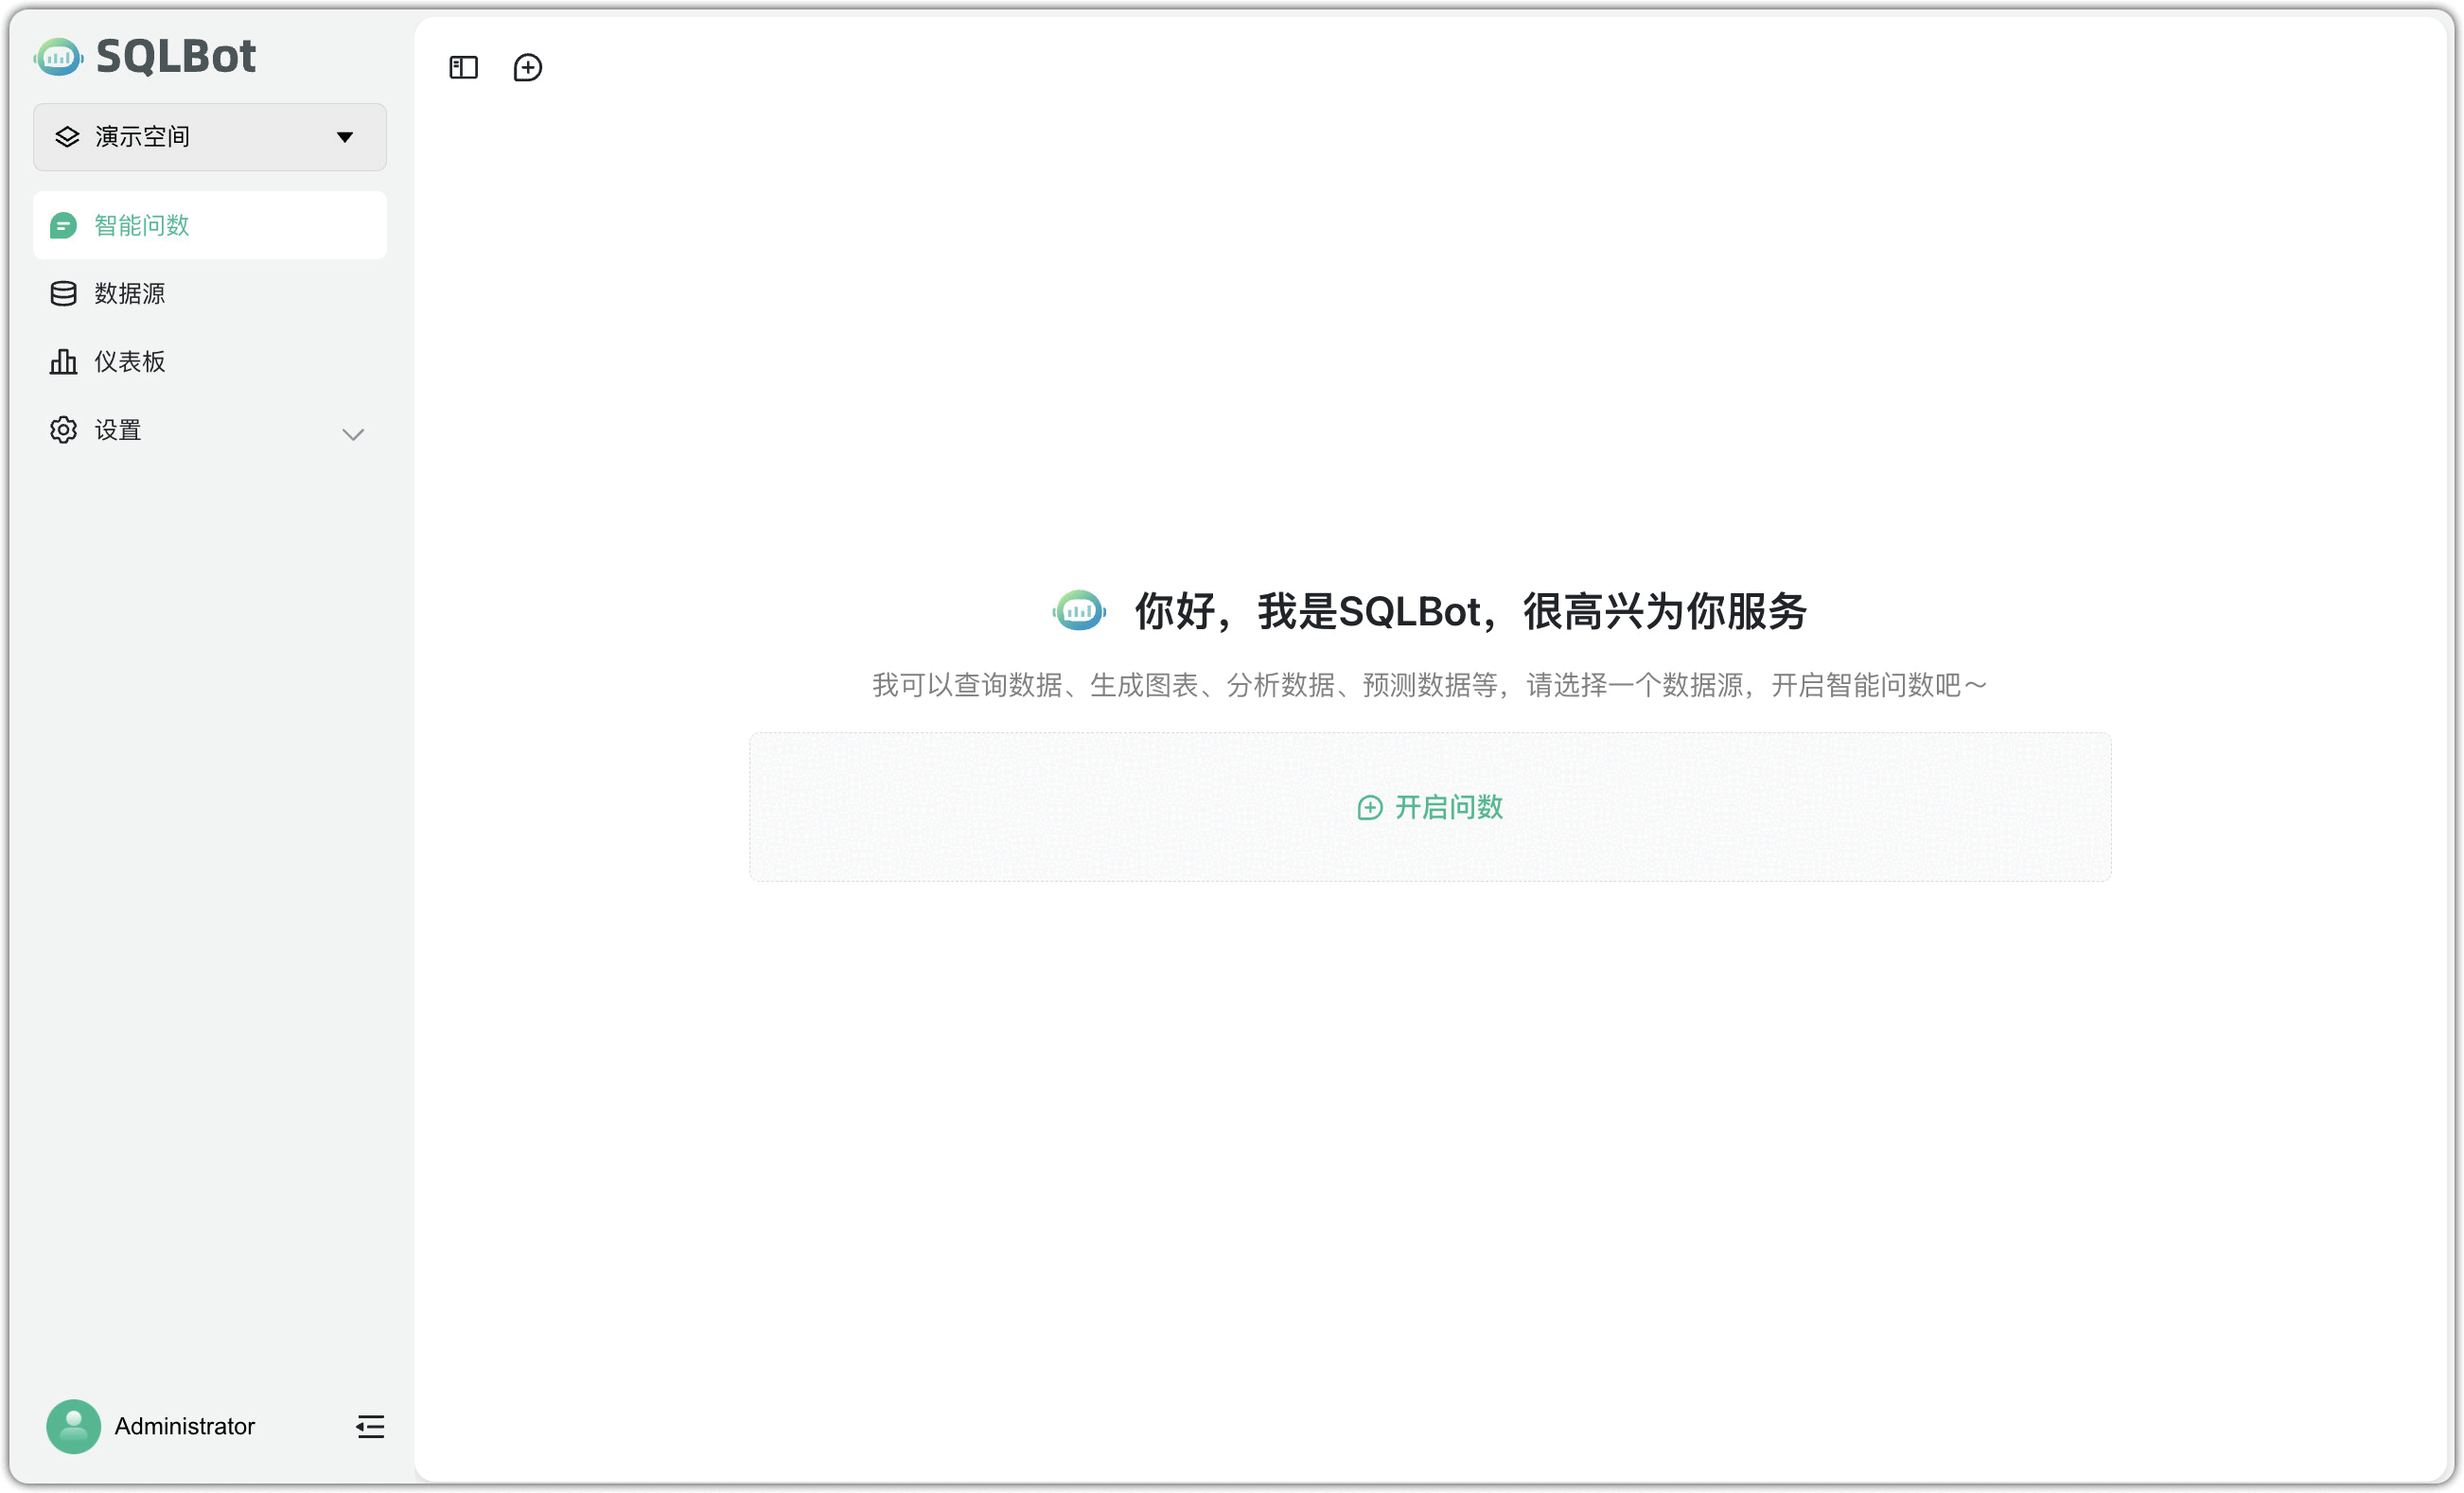 SQLBot
演示空间
智能问数
数据源
仪表板
设置
你好，我是SQLBot，很高兴为你服务
我可以查询数据、生成图表、分析数据、预测数据等，请选择一个数据源，开启智能问数吧～
开启问数
Administrator